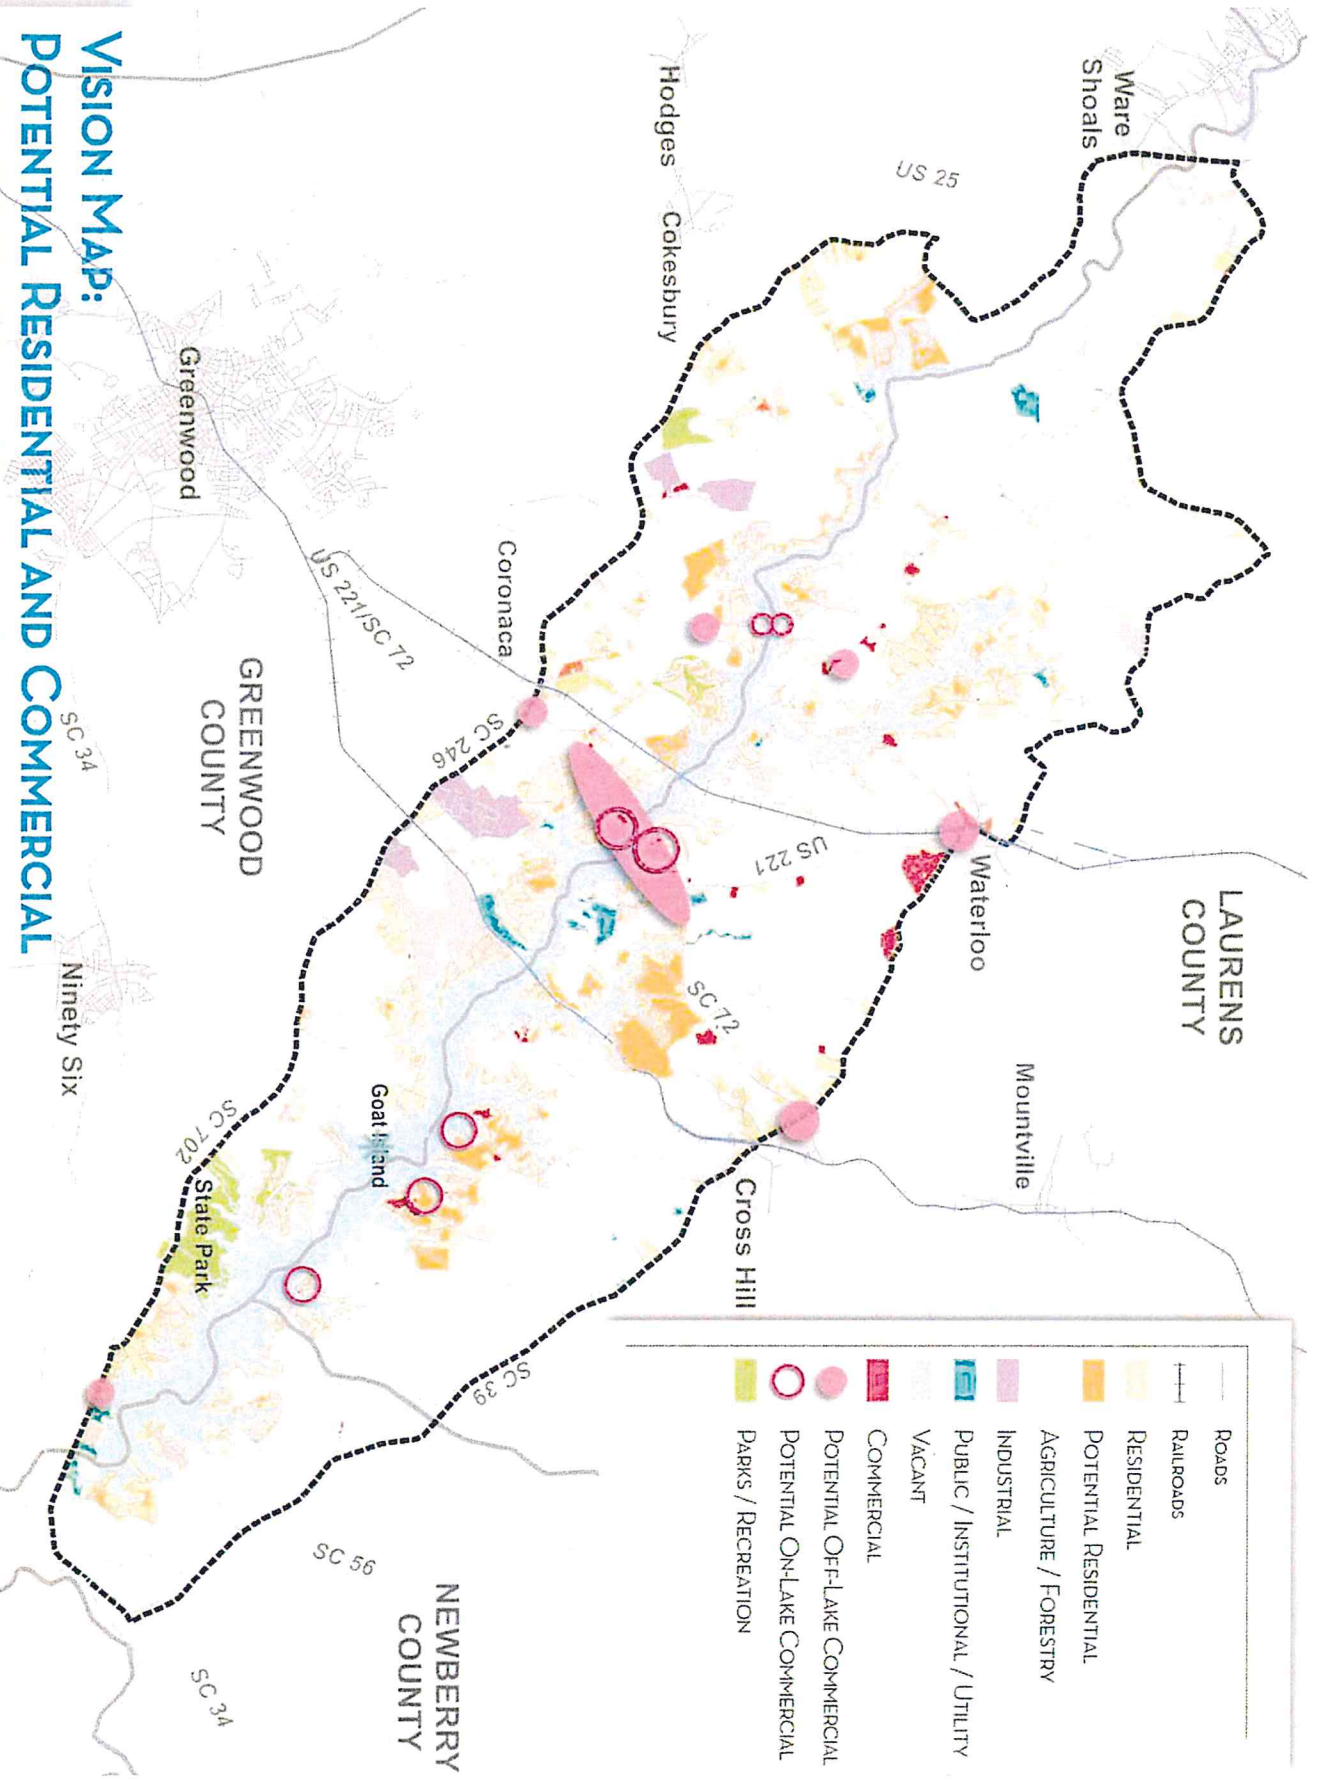 Vision Map:
Potential Residential and Commercial
Ware
Shoals
US 25
Hodges
Cokesbury
Greenwood
US 221/SC 72
Coronaca
SC 246
GREENWOOD
COUNTY
SC 34
Ninety Six
US 221
Waterloo
LAURENS
COUNTY
SC 72
Mountville
Cross Hill
Goat Island
SC 702
State Park
SC 39
SC 56
NEWBERRY
COUNTY
SC 34
Roads
Railroads
Residential
Potential Residential
Agriculture / Forestry
Industrial
Public / Institutional / Utility
Vacant
Commercial
Potential Off-Lake Commercial
Potential On-Lake Commercial
Parks / Recreation